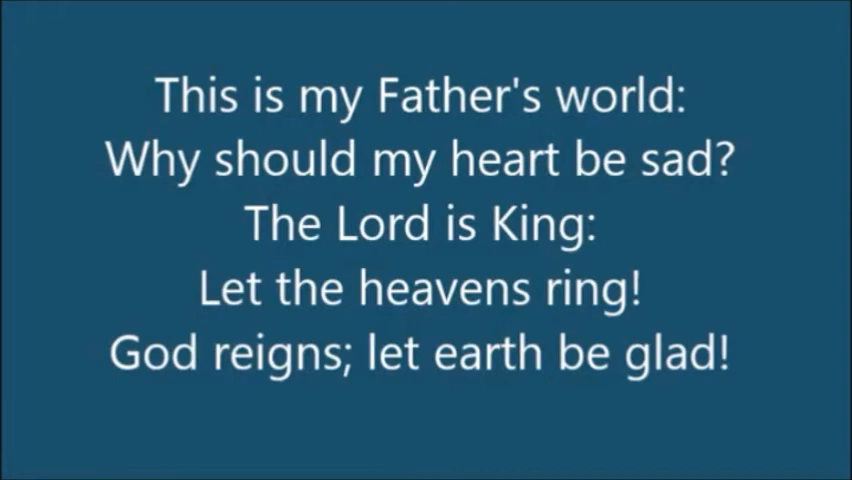 This is my Father's world:
Why should my heart be sad?
The Lord is King:
Let the heavens ring!
God reigns; let earth be glad!